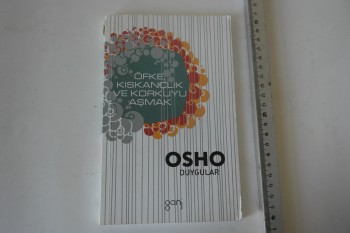 ÖFKE,
KISKANÇLIK
VE KORKUYU
AŞMAK
OSHO
DUYGULAR